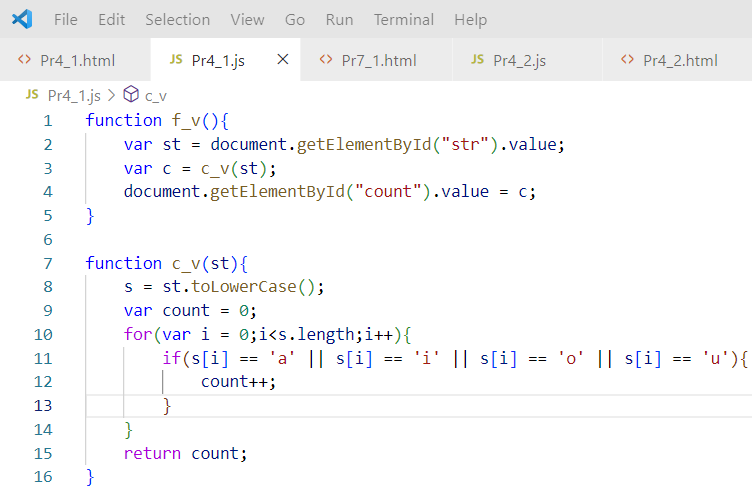 File Edit Selection View Go Run Terminal Help
<> Pr4_1.html JS Pr4_1.js × <> Pr7_1.html JS Pr4_2.js <> Pr4_2.html
JS Pr4_1.js > c_v
1 function f_v(){
2     var st = document.getElementById("str").value;
3     var c = c_v(st);
4     document.getElementById("count").value = c;
5 }
6
7 function c_v(st){
8     s = st.toLowerCase();
9     var count = 0;
10     for(var i = 0;i<s.length;i++){
11         if(s[i] == 'a' || s[i] == 'i' || s[i] == 'o' || s[i] == 'u'){
12             count++;
13         }
14     }
15     return count;
16 }